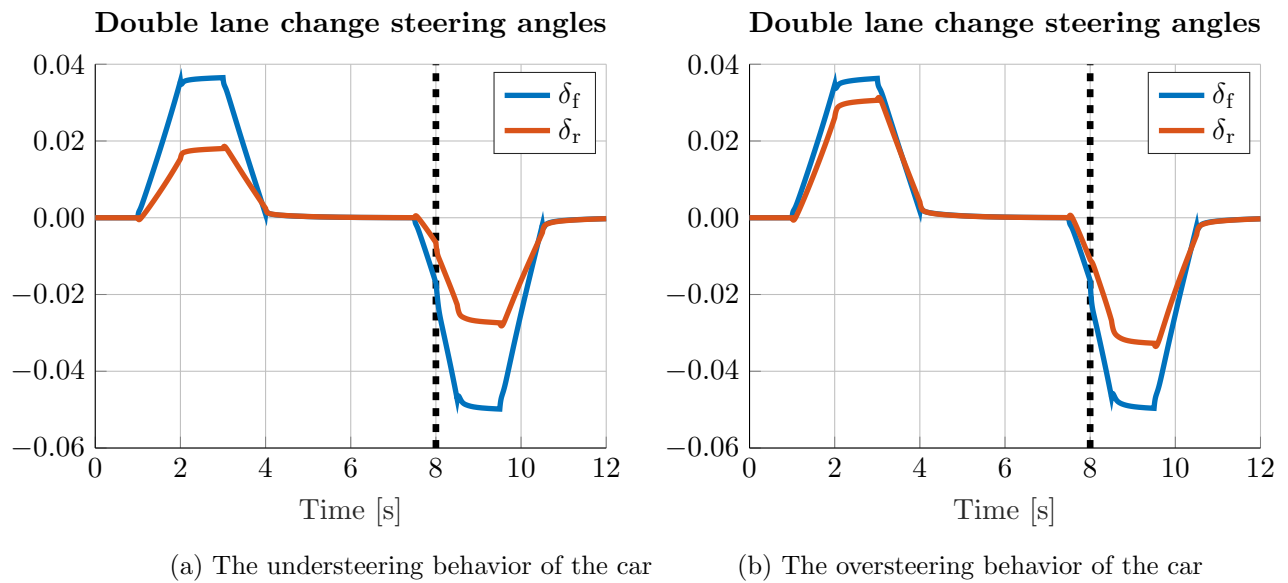 Double lane change steering angles
0.04
0.02
0.00
−0.02
−0.04
−0.06
0 2 4 6 8 10 12
Time [s]
δf
δr
(a) The understeering behavior of the car
Double lane change steering angles
0.04
0.02
0.00
−0.02
−0.04
−0.06
0 2 4 6 8 10 12
Time [s]
δf
δr
(b) The oversteering behavior of the car